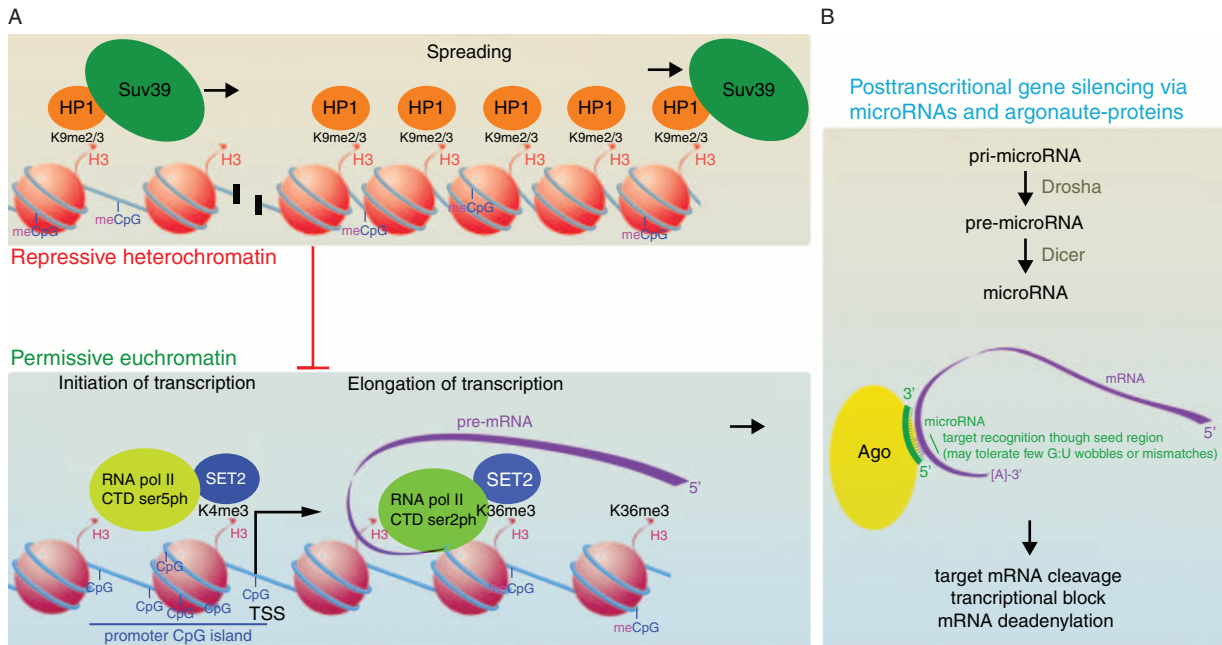 A
Spreading
Suv39
HP1
K9me2/3
H3
H3
meCpG
meCpG
HP1
K9me2/3
H3
HP1
K9me2/3
H3
HP1
K9me2/3
H3
HP1
K9me2/3
H3
HP1
K9me2/3
H3
Suv39
meCpG
meCpG
meCpG
Repressive heterochromatin
Permissive euchromatin
Initiation of transcription
Elongation of transcription
pre-mRNA
5’
RNA pol II
CTD ser5ph
SET2
K4me3
H3
H3
CpG
CpG
CpG
CpG
CpG
CpG
TSS
promoter CpG island
RNA pol II
CTD ser2ph
SET2
K36me3
H3
H3
meCpG
K36me3
H3
meCpG
B
Posttranscritional gene silencing via
microRNAs and argonaute-proteins
pri-microRNA
Drosha
pre-microRNA
Dicer
microRNA
mRNA
5’
3’
microRNA
target recognition though seed region
(may tolerate few G:U wobbles or mismatches)
Ago
5’
[A]-3’
target mRNA cleavage
trancriptional block
mRNA deadenylation